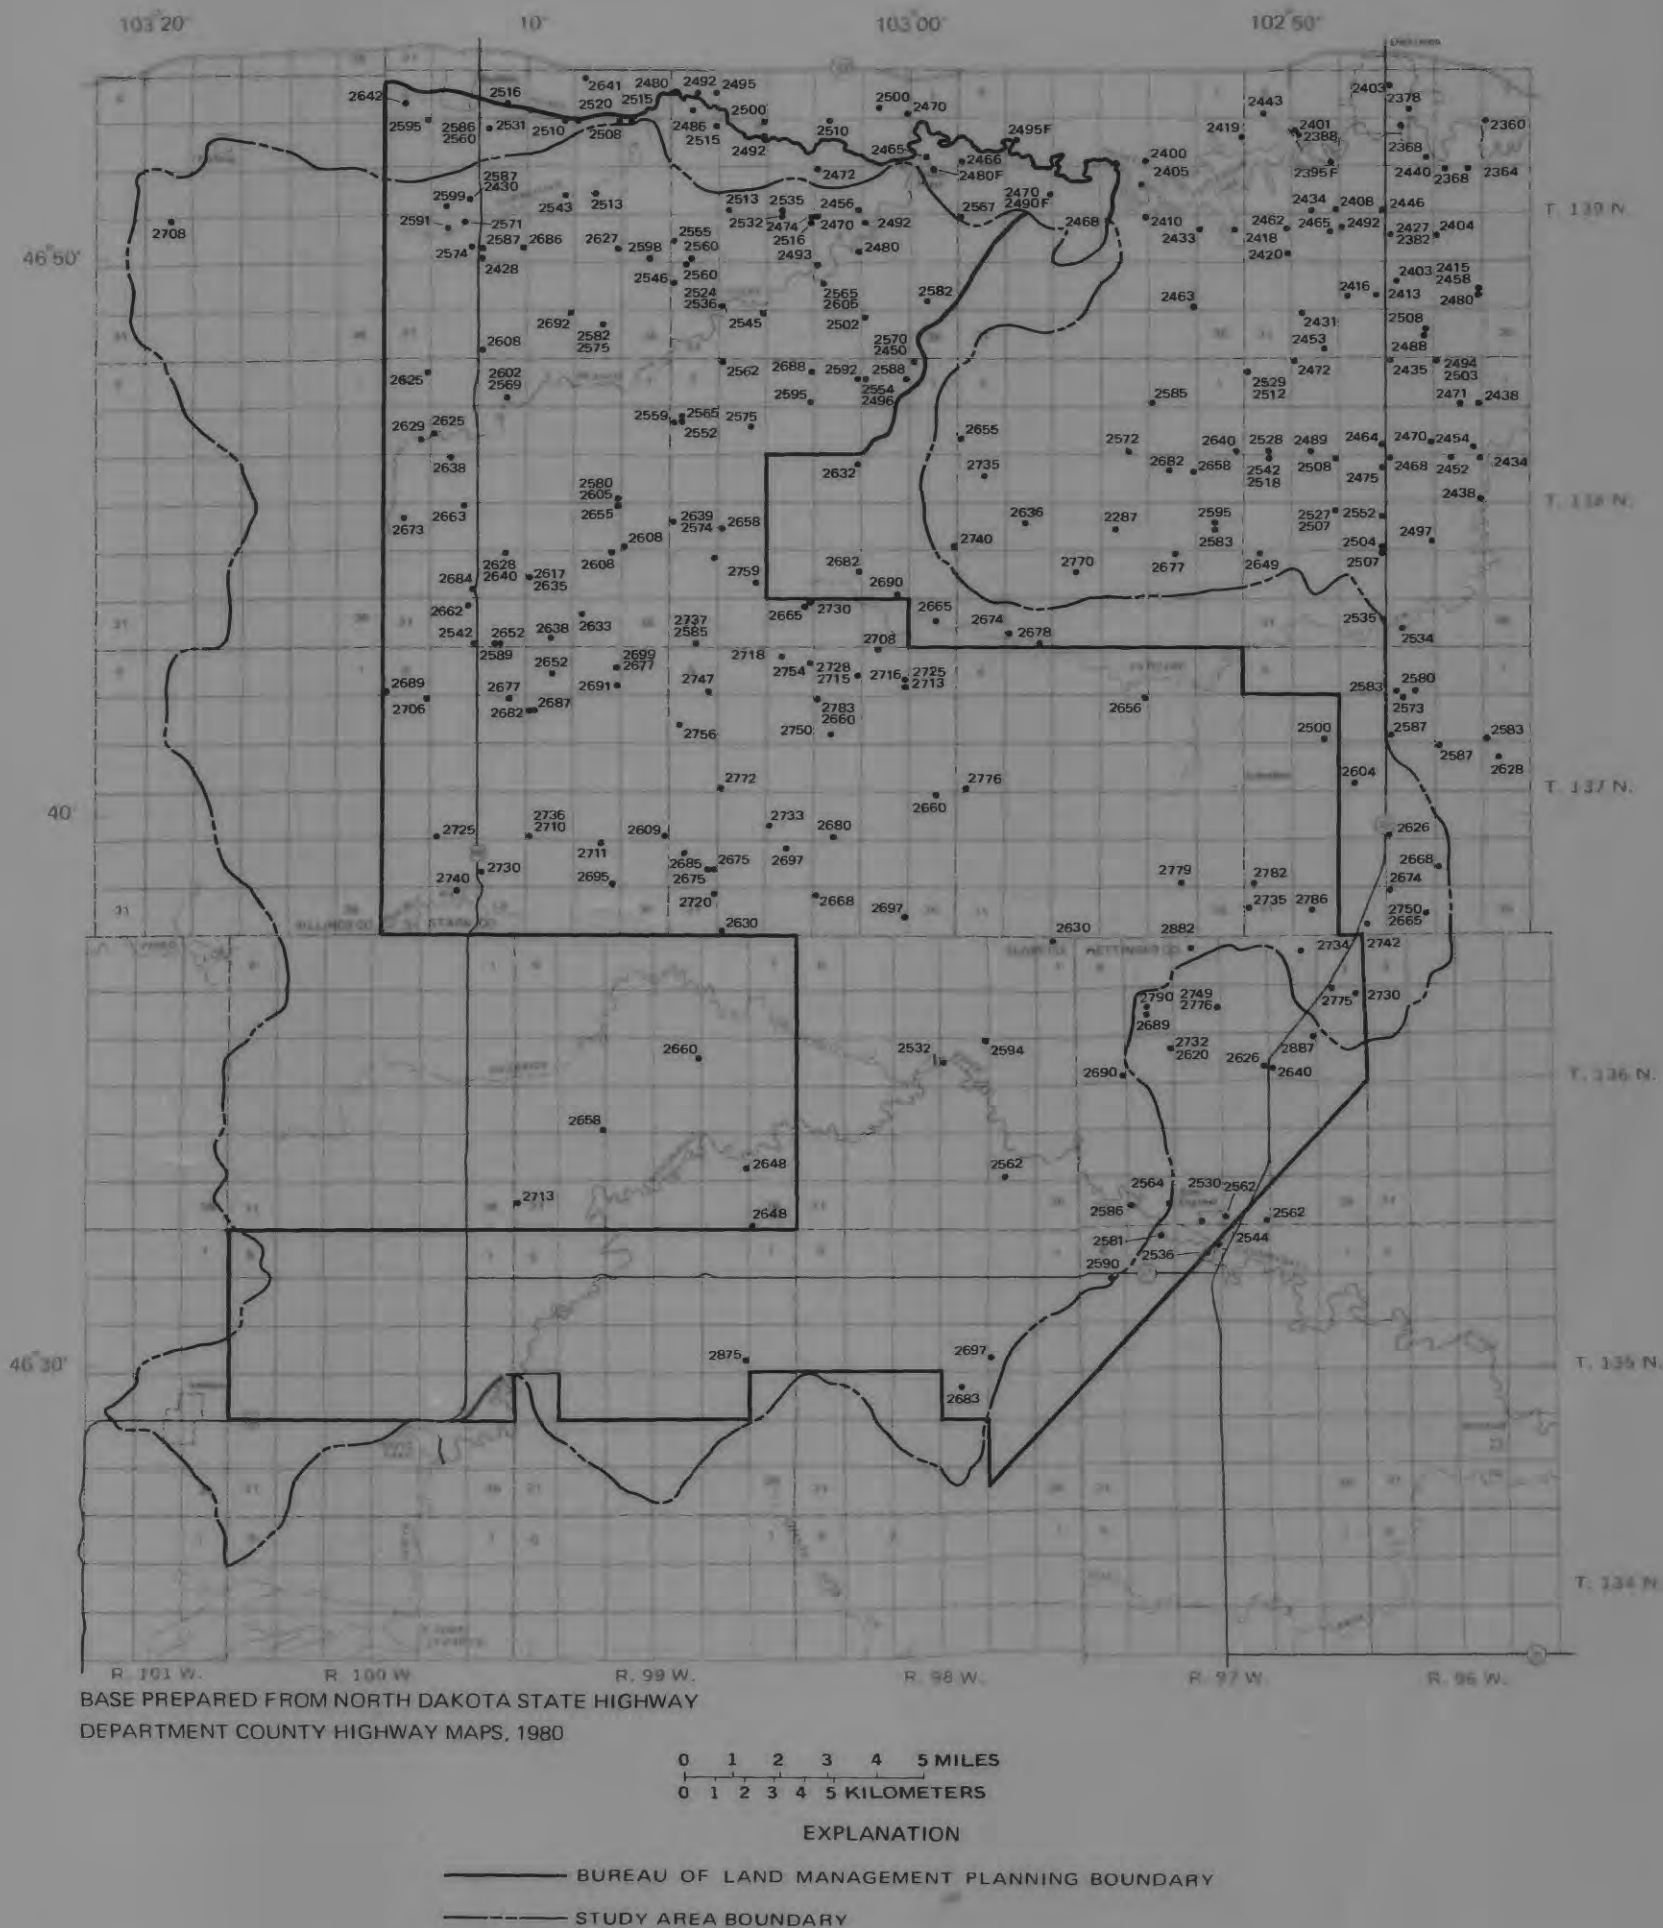 103°20' 10' 103°00' 102°50'
2641 2480 2492 2495 2403
2642 2516 2520 2515 2500 2500 2470 2443 2378
2595 2586 2531 2510 2508 2486 2510 2495F 2419 2401 2360
2560 2515 2388
2492 2465 2466 2400 2368
2472 2480F 2405 2395F 2440 2368 2364
2587
2599 2430 2543 2513 2513 2535 2456 2567 2470 2434 2408 2446
2490F
T. 139 N.
2708 2591 2571 2532 2474 2470 2492 2468 2410 2462 2465 2492 2427 2404
2574 2587 2686 2627 2598 2555 2516 2480 2433 2418 2382
2560
46°50'
2428 2546 2560 2493 2420
2524 2565 2582 2403 2415
2536 2605 2463 2416 2413 2458
2480
2692 2582 2545 2502 2431 2508
2575
2608 2570 2453 2488
2450
2625 2602 2562 2688 2592 2588 2472 2435 2494
2569 2554 2529 2503
2595 2496 2585 2512 2471 2438
2629 2625 2559 2565 2575 2655 2572 2640 2528 2489 2464 2470 2454
2552
2638 2632 2735 2682 2658 2542 2508 2475 2468 2452 2434
2518
2580
2605 2438
2673 2663 2655 2639 2658 2636 2287 2595 2527 2552 2497
2574 2583 2507
2608 2740 2504
2628 2608 2759 2682 2770 2677 2649 2507
2684 2640 2617
2635 2690
2662 2665 2730 2665 2674 2535 2534
2542 2652 2638 2633 2737 2708 2678
2589 2585
2652 2699 2718 2754 2728 2716 2725
2677 2715 2713
2689 2677 2691 2747 2583 2580
2706 2682 2687 2783 2656 2573
2660
2756 2750 2500 2587 2583
2587
2628
2772 2776 2604
T. 137 N.
40'
2660
2725 2736 2609 2733 2680 2626
2710
2711 2685 2675 2697 2668
2740 2730 2695 2675 2779 2782 2674
2720 2668 2697 2735 2786 2750
2665
2630 2630 2882 2734 2742
2790 2749 2775 2730
2776
2689
2660 2532 2594 2732 2887
2620 2626
2690 2640
T. 136 N.
2658
2648 2562
2713 2564 2530 2562
2648 2586 2562
2581 2544
2536
2590
46°30'
2875 2697
T. 135 N.
2683
T. 134 N.
R. 101 W. R. 100 W R. 99 W. R. 98 W. R. 97 W. R. 96 W.
BASE PREPARED FROM NORTH DAKOTA STATE HIGHWAY
DEPARTMENT COUNTY HIGHWAY MAPS, 1980
0 1 2 3 4 5 MILES
0 1 2 3 4 5 KILOMETERS
EXPLANATION
BUREAU OF LAND MANAGEMENT PLANNING BOUNDARY
STUDY AREA BOUNDARY